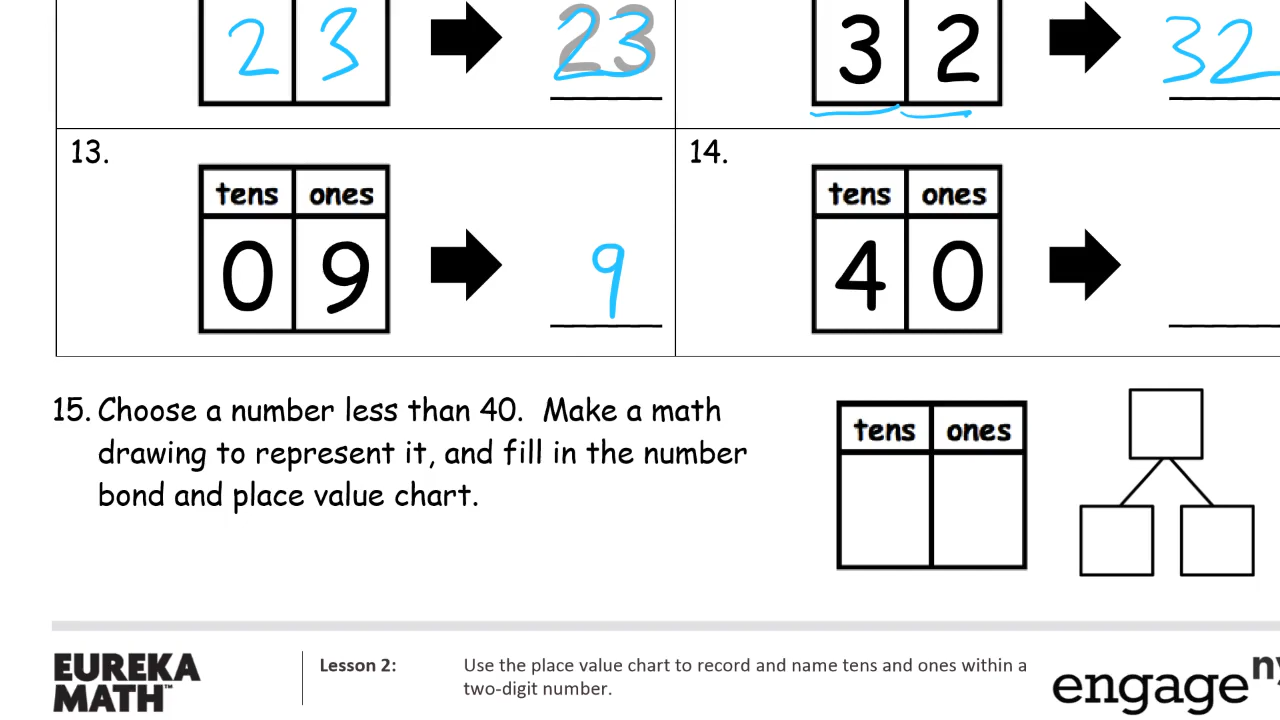 2 3 23 3 2 32
13. 14.
tens ones tens ones
0 9 9 4 0
15. Choose a number less than 40. Make a math
drawing to represent it, and fill in the number
bond and place value chart.
tens ones
EUREKA
MATH™
Lesson 2:
Use the place value chart to record and name tens and ones within a
two-digit number.
engage ny